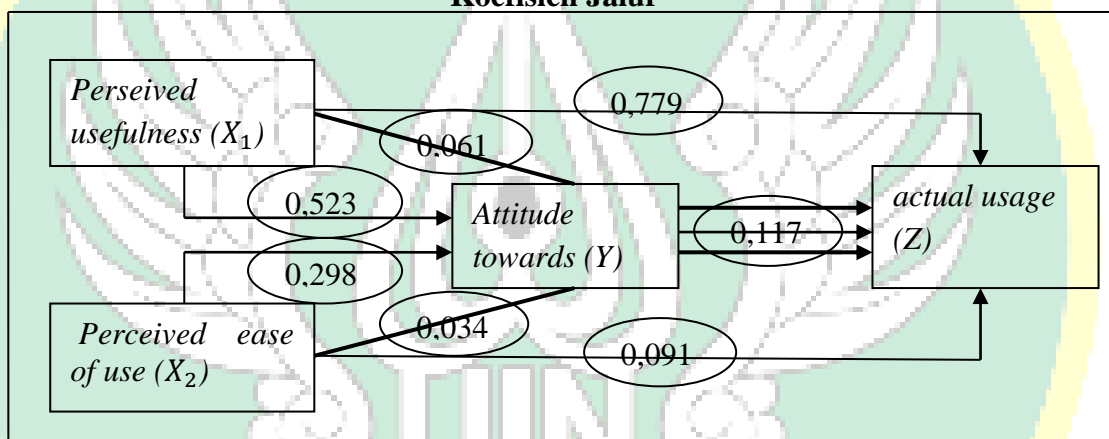 Koefisien Jalur
Perseived
usefulness (X₁)
0,779
0,061
0,523
Attitude
towards (Y)
actual usage
(Z)
0,117
0,298
Perceived ease
of use (X₂)
0,034
0,091